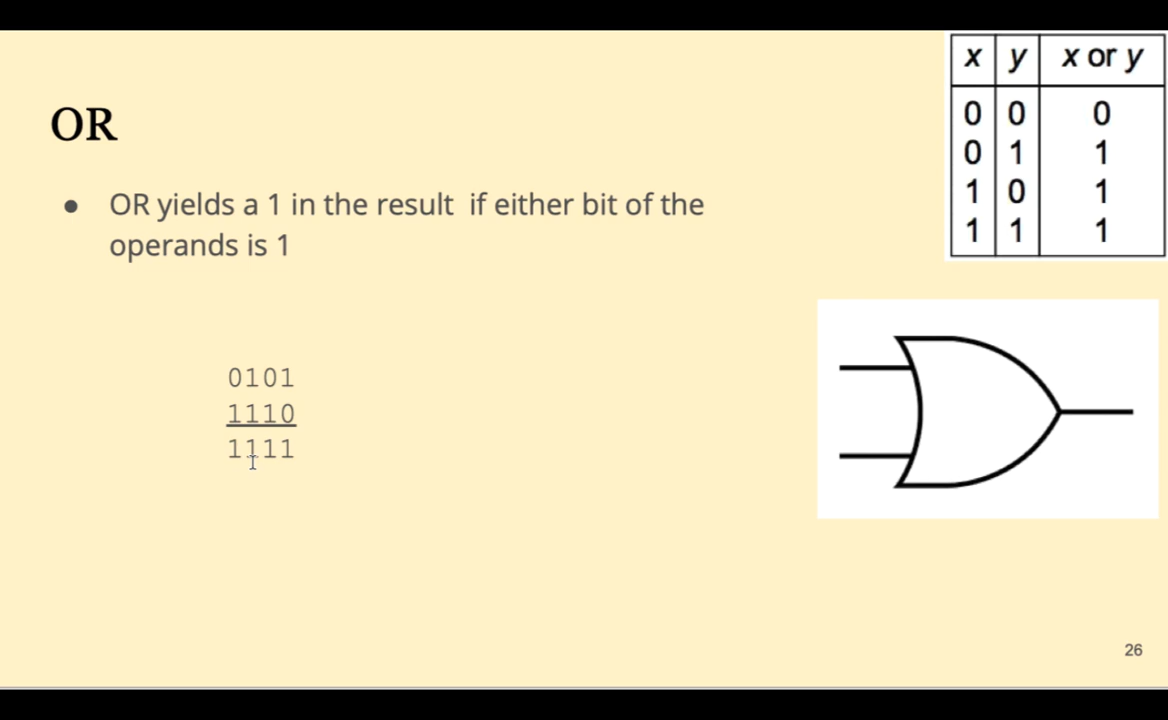 OR
● OR yields a 1 in the result  if either bit of the
operands is 1
0101
1110
1111
x y x or y
0 0 0
0 1 1
1 0 1
1 1 1
26